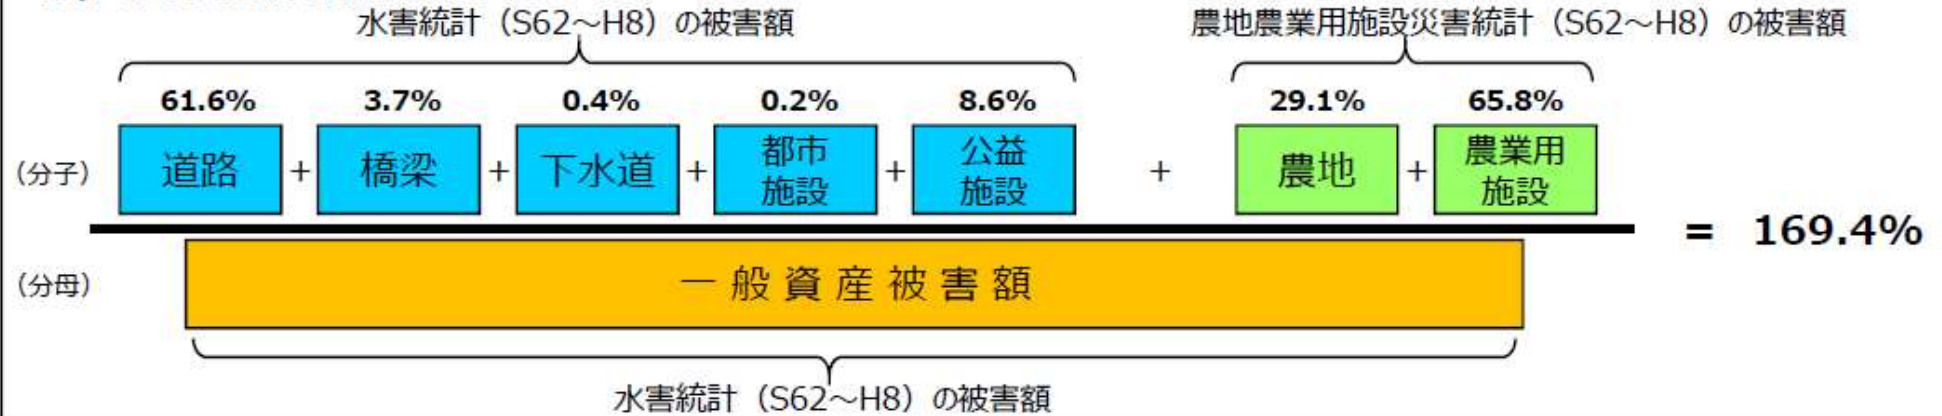 水害統計（S62～H8）の被害額
農地農業用施設災害統計（S62～H8）の被害額
61.6% 3.7% 0.4% 0.2% 8.6% 29.1% 65.8%
（分子） 道路 + 橋梁 + 下水道 + 都市施設 + 公益施設 + 農地 + 農業用施設
= 169.4%
（分母） 一般資産被害額
水害統計（S62～H8）の被害額